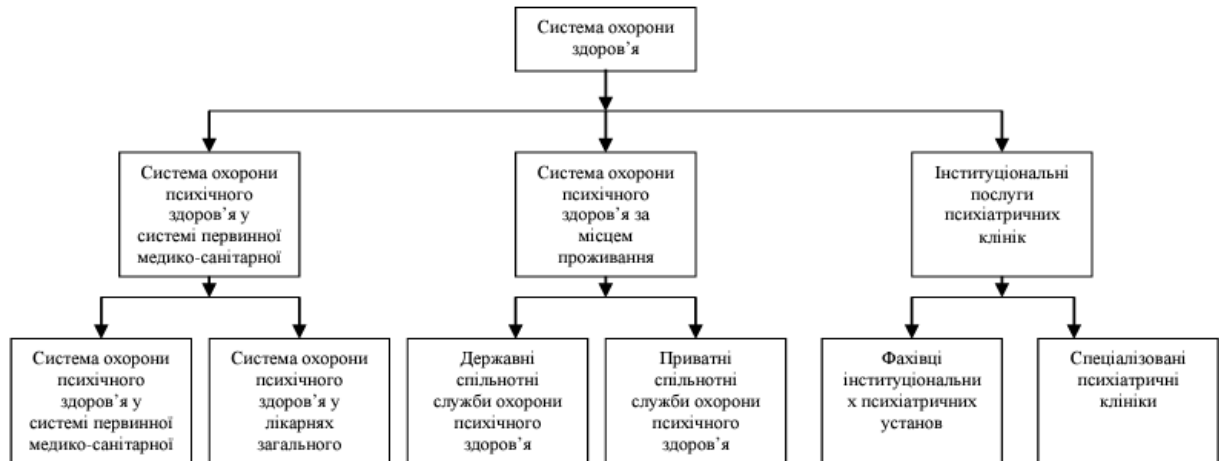 Система охорони
здоров’я
Система охорони
психічного
здоров’я у
системі первинної
медико-санітарної
Система охорони
психічного
здоров’я за
місцем
проживання
Інституціональні
послуги
психіатричних
клінік
Система охорони
психічного
здоров’я у
системі первинної
медико-санітарної
Система охорони
психічного
здоров’я у
лікарнях
загального
Державні
спільнотні
служби охорони
психічного
здоров’я
Приватні
спільнотні
служби охорони
психічного
здоров’я
Фахівці
інституціональни
х психіатричних
установ
Спеціалізовані
психіатричні
клініки